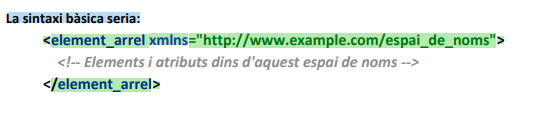 La sintaxi bàsica seria:
<element_arrel xmlns="http://www.example.com/espai_de_noms">
<!-- Elements i atributs dins d'aquest espai de noms -->
</element_arrel>